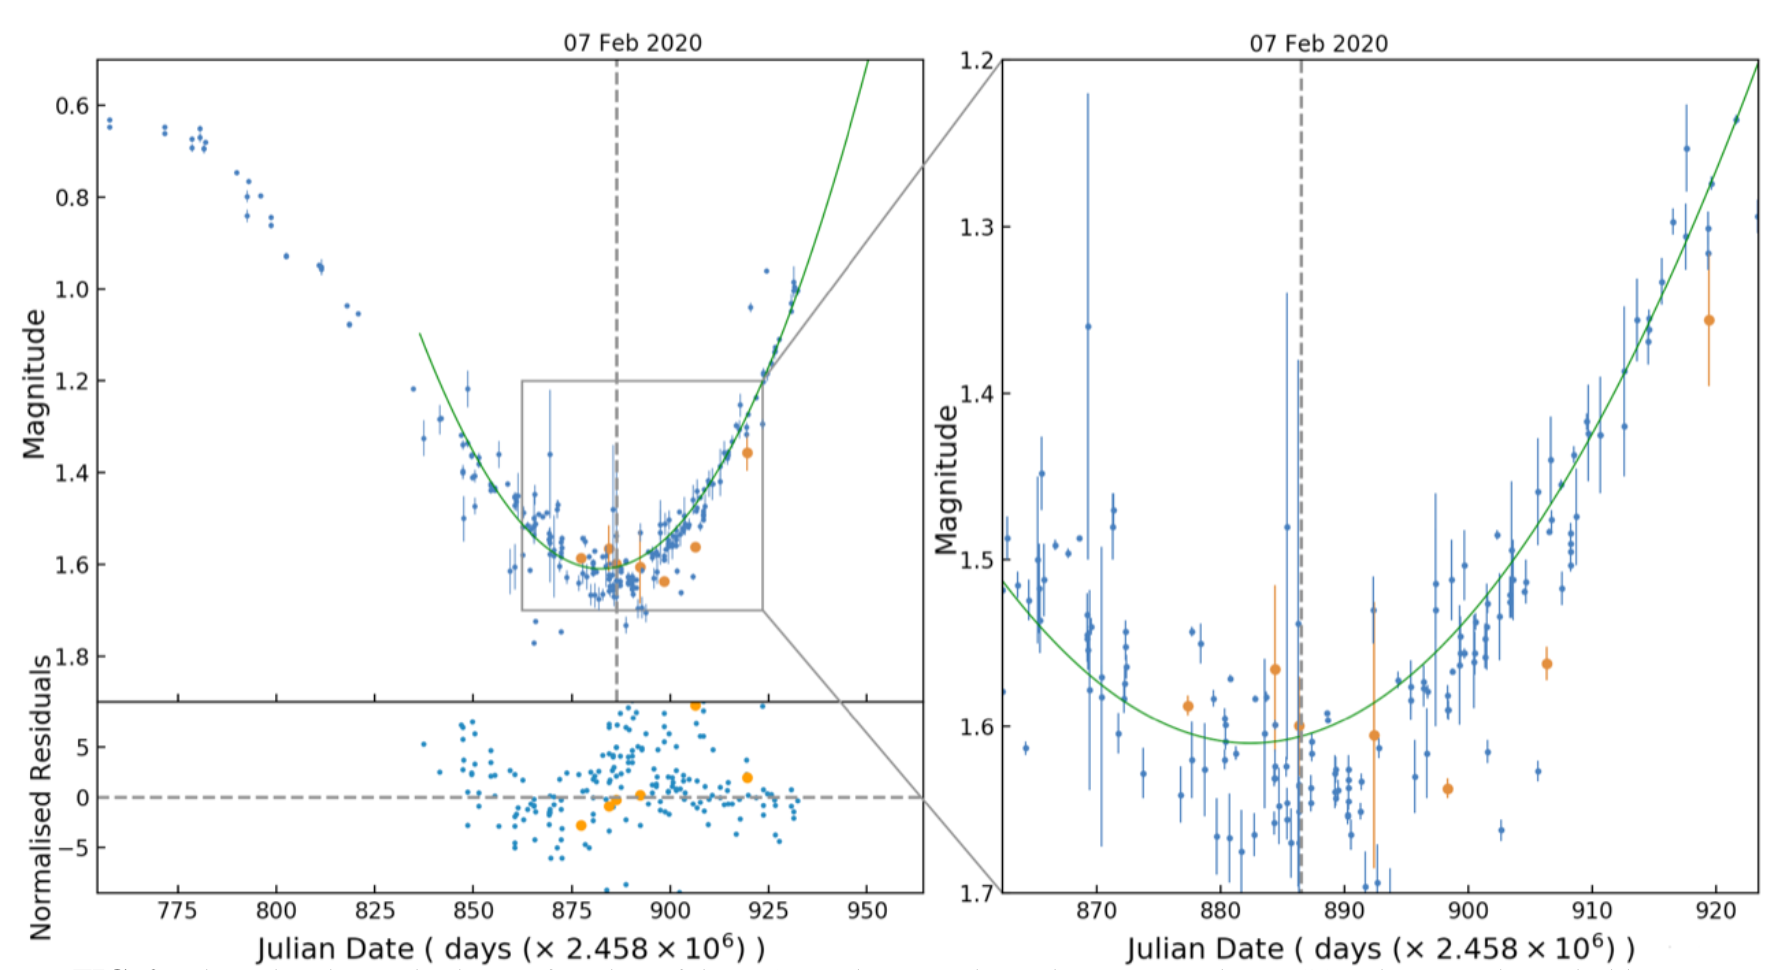 07 Feb 2020
0.6
0.8
1.0
1.2
1.4
1.6
1.8
Magnitude
5
0
−5
Normalised Residuals
775 800 825 850 875 900 925 950
Julian Date ( days (× 2.458 × 10⁶) )
07 Feb 2020
1.2
1.3
1.4
1.5
1.6
1.7
Magnitude
870 880 890 900 910 920
Julian Date ( days (× 2.458 × 10⁶) )